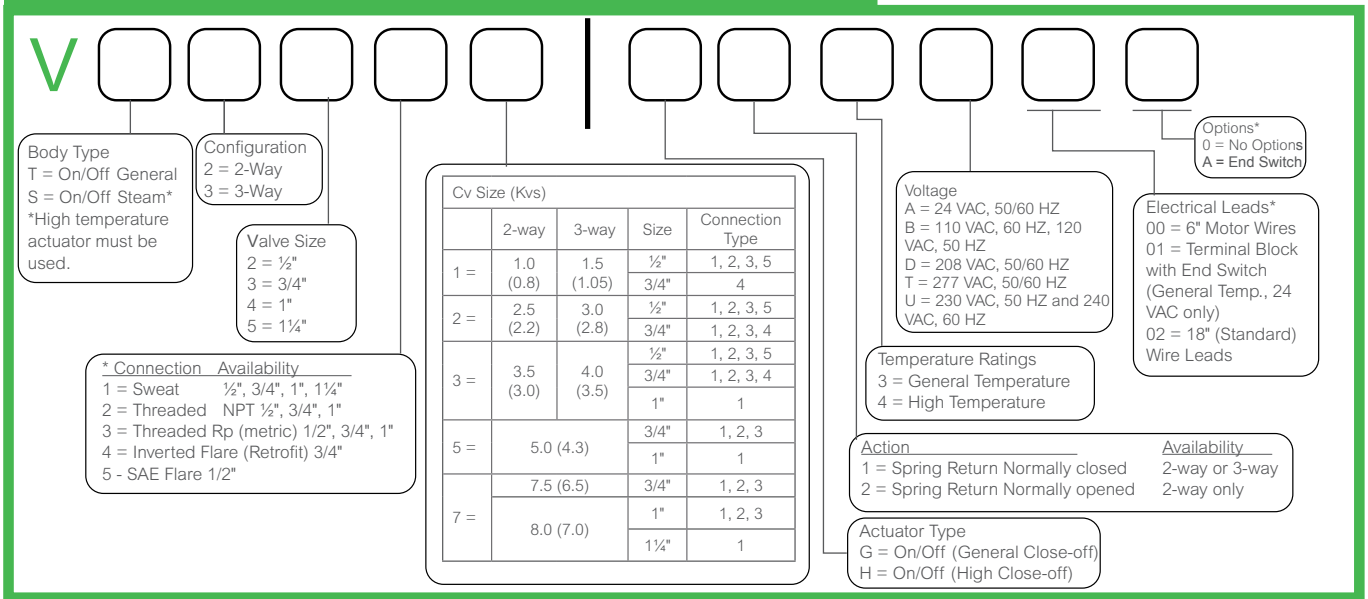 V
Body Type
T = On/Off General
S = On/Off Steam*
*High temperature
actuator must be
used.
Configuration
2 = 2-Way
3 = 3-Way
Valve Size
2 = ½"
3 = 3/4"
4 = 1"
5 = 1¼"
* Connection Availability
1 = Sweat ½", 3/4", 1", 1¼"
2 = Threaded NPT ½", 3/4", 1"
3 = Threaded Rp (metric) 1/2", 3/4", 1"
4 = Inverted Flare (Retrofit) 3/4"
5 - SAE Flare 1/2"
Cv Size (Kvs)
2-way 3-way Size Connection
Type
1 = 1.0 (0.8) 1.5 (1.05) ½" 1, 2, 3, 5
3/4" 4
2 = 2.5 (2.2) 3.0 (2.8) ½" 1, 2, 3, 5
3/4" 1, 2, 3, 4
3 = 3.5 (3.0) 4.0 (3.5) ½" 1, 2, 3, 5
3/4" 1, 2, 3, 4
1" 1
5 = 5.0 (4.3) 3/4" 1, 2, 3
1" 1
7 = 7.5 (6.5) 3/4" 1, 2, 3
8.0 (7.0) 1" 1, 2, 3
1¼" 1
Options*
0 = No Options
A = End Switch
Electrical Leads*
00 = 6" Motor Wires
01 = Terminal Block
with End Switch
(General Temp., 24
VAC only)
02 = 18" (Standard)
Wire Leads
Voltage
A = 24 VAC, 50/60 HZ
B = 110 VAC, 60 HZ, 120
VAC, 50 HZ
D = 208 VAC, 50/60 HZ
T = 277 VAC, 50/60 HZ
U = 230 VAC, 50 HZ and 240
VAC, 60 HZ
Temperature Ratings
3 = General Temperature
4 = High Temperature
Action Availability
1 = Spring Return Normally closed 2-way or 3-way
2 = Spring Return Normally opened 2-way only
Actuator Type
G = On/Off (General Close-off)
H = On/Off (High Close-off)